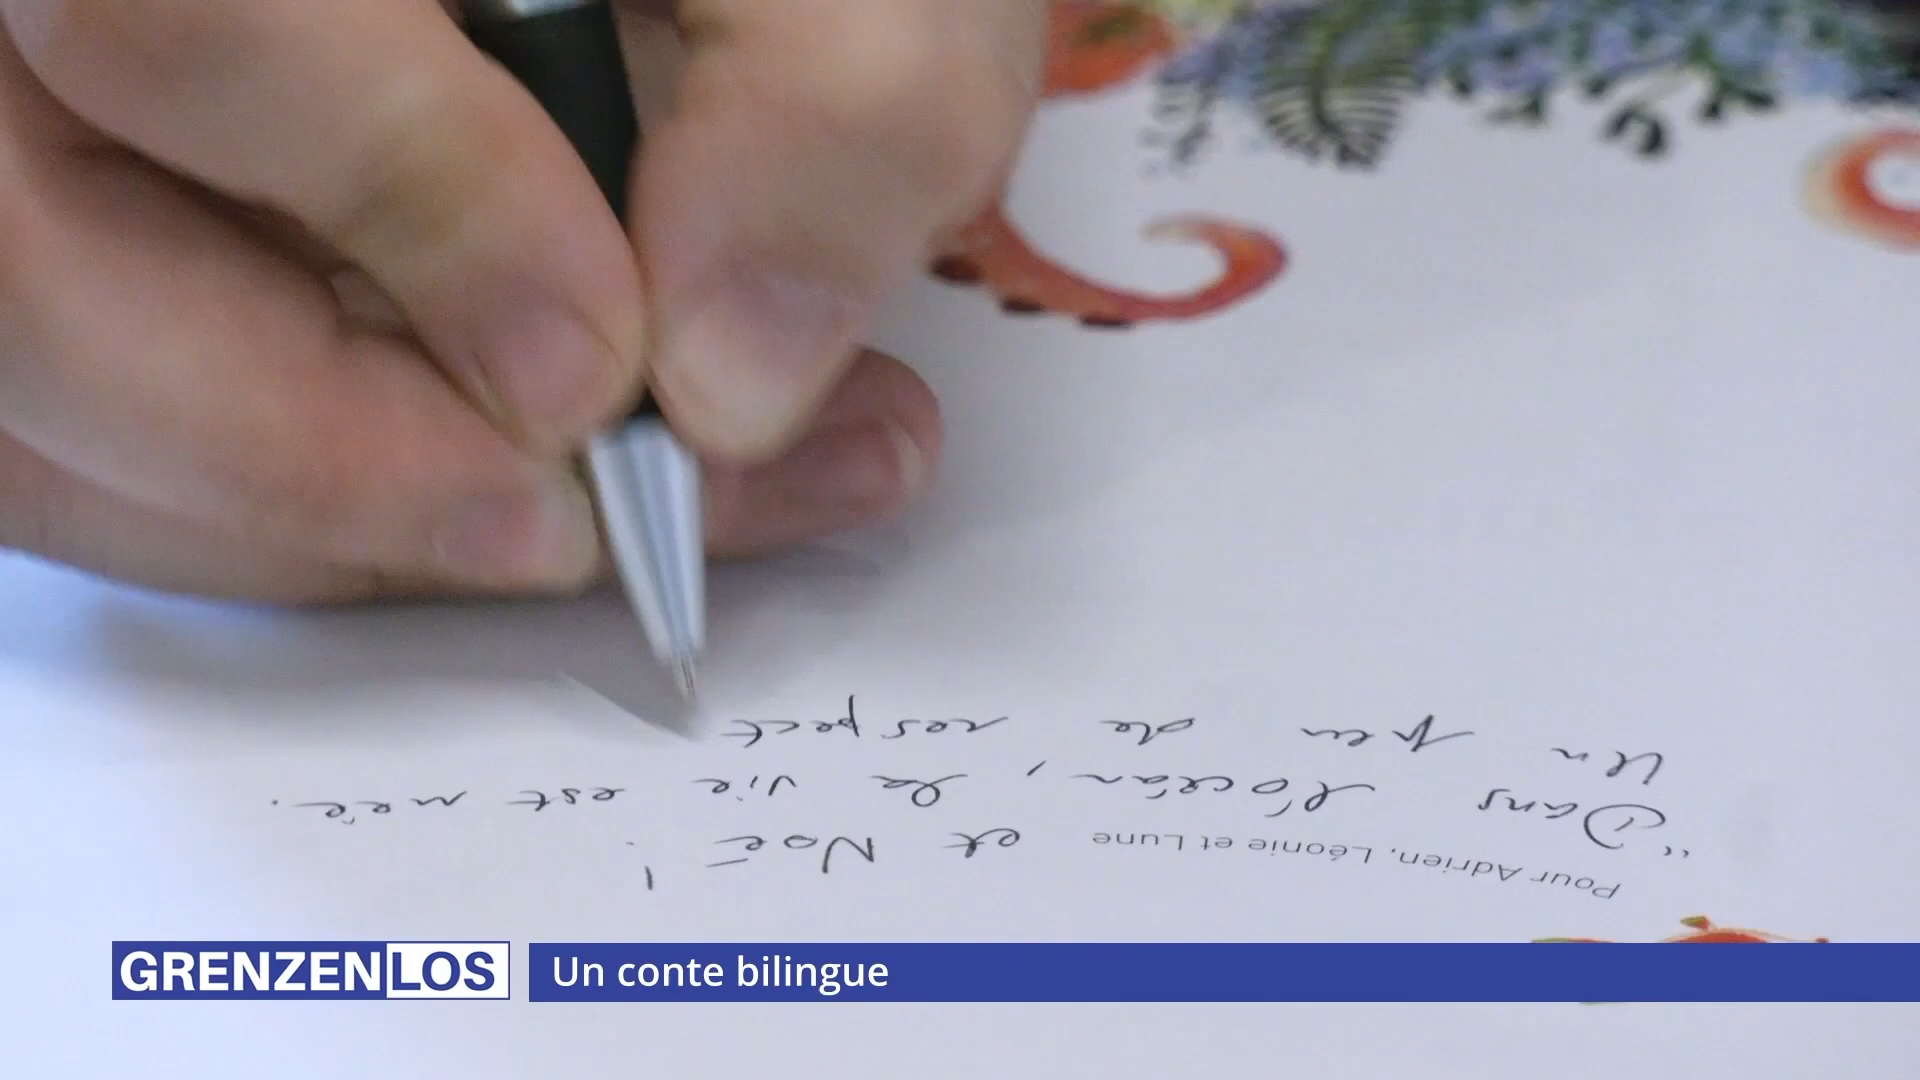 Pour Adrien, Léonie et Lune et Noé !
"Dans l'océan, la vie est née.
Un peu de respect
GRENZENLOS
Un conte bilingue